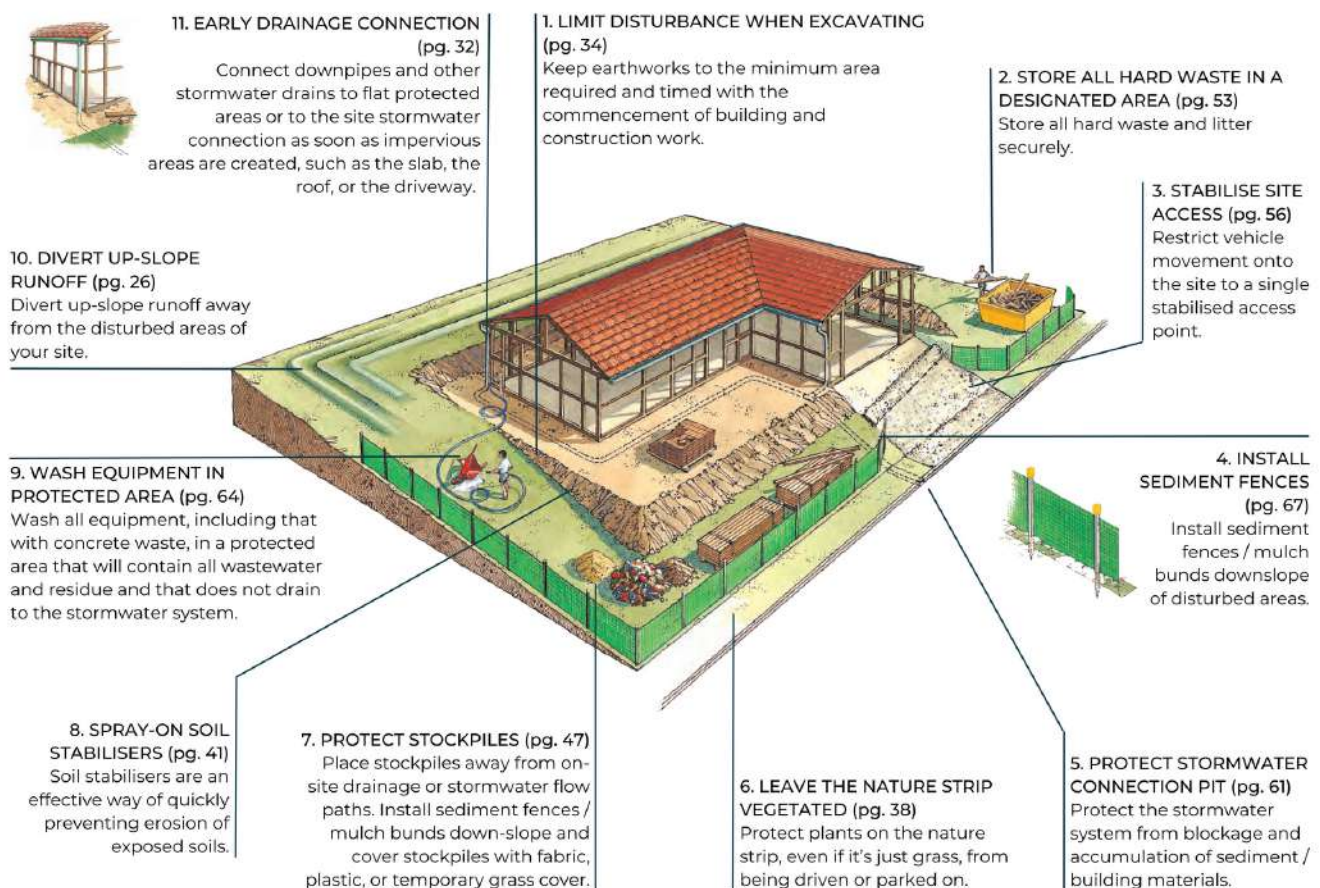 11. EARLY DRAINAGE CONNECTION
(pg. 32)
Connect downpipes and other
stormwater drains to flat protected
areas or to the site stormwater
connection as soon as impervious
areas are created, such as the slab, the
roof, or the driveway.
1. LIMIT DISTURBANCE WHEN EXCAVATING
(pg. 34)
Keep earthworks to the minimum area
required and timed with the
commencement of building and
construction work.
2. STORE ALL HARD WASTE IN A
DESIGNATED AREA (pg. 53)
Store all hard waste and litter
securely.
3. STABILISE SITE
ACCESS (pg. 56)
Restrict vehicle
movement onto
the site to a single
stabilised access
point.
10. DIVERT UP-SLOPE
RUNOFF (pg. 26)
Divert up-slope runoff away
from the disturbed areas of
your site.
9. WASH EQUIPMENT IN
PROTECTED AREA (pg. 64)
Wash all equipment, including that
with concrete waste, in a protected
area that will contain all wastewater
and residue and that does not drain
to the stormwater system.
4. INSTALL
SEDIMENT FENCES
(pg. 67)
Install sediment
fences / mulch
bunds downslope
of disturbed areas.
8. SPRAY-ON SOIL
STABILISERS (pg. 41)
Soil stabilisers are an
effective way of quickly
preventing erosion of
exposed soils.
7. PROTECT STOCKPILES (pg. 47)
Place stockpiles away from on-
site drainage or stormwater flow
paths. Install sediment fences /
mulch bunds down-slope and
cover stockpiles with fabric,
plastic, or temporary grass cover.
6. LEAVE THE NATURE STRIP
VEGETATED (pg. 38)
Protect plants on the nature
strip, even if it's just grass, from
being driven or parked on.
5. PROTECT STORMWATER
CONNECTION PIT (pg. 61)
Protect the stormwater
system from blockage and
accumulation of sediment /
building materials.